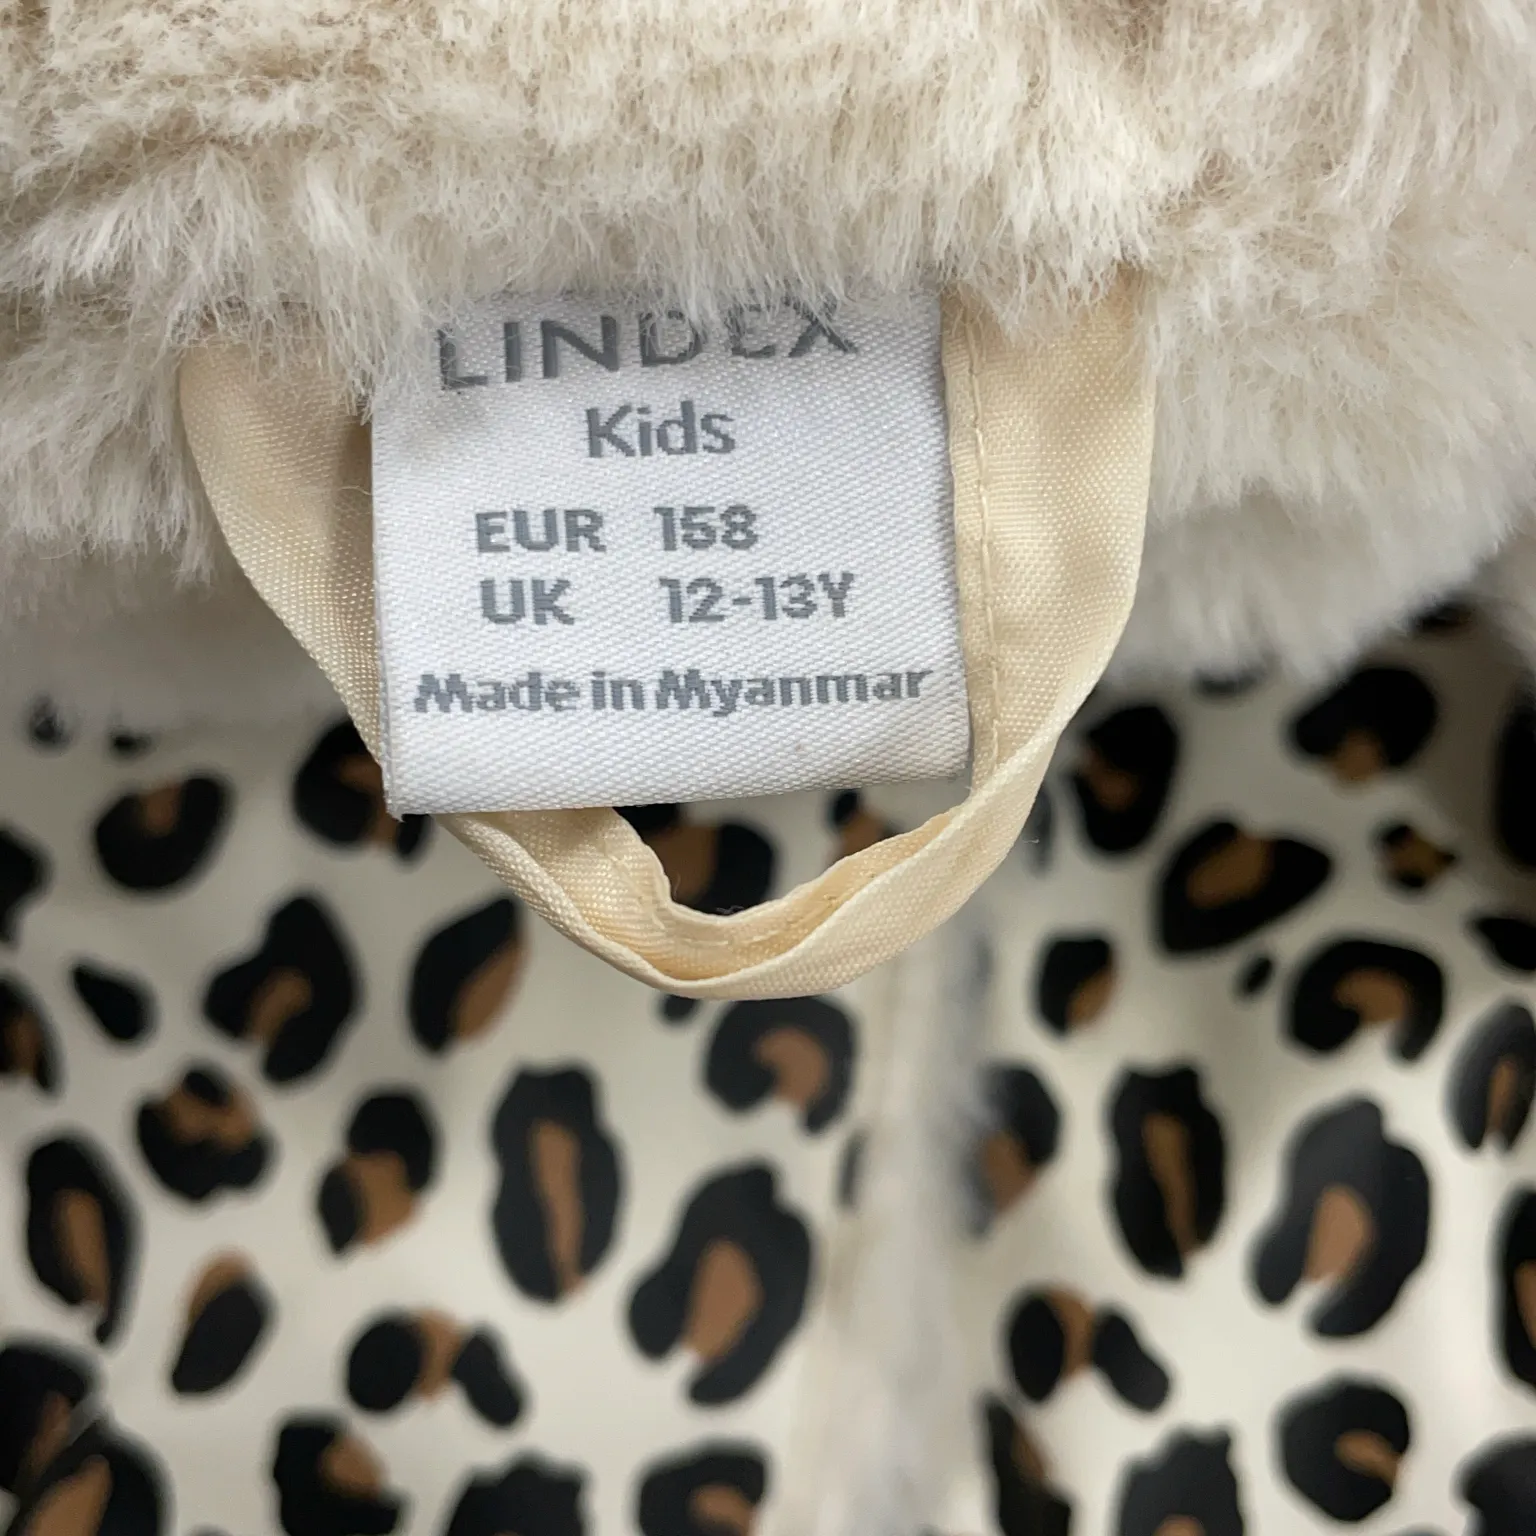 LINDEX
Kids
EUR 158
UK 12-13Y
Made in Myanmar